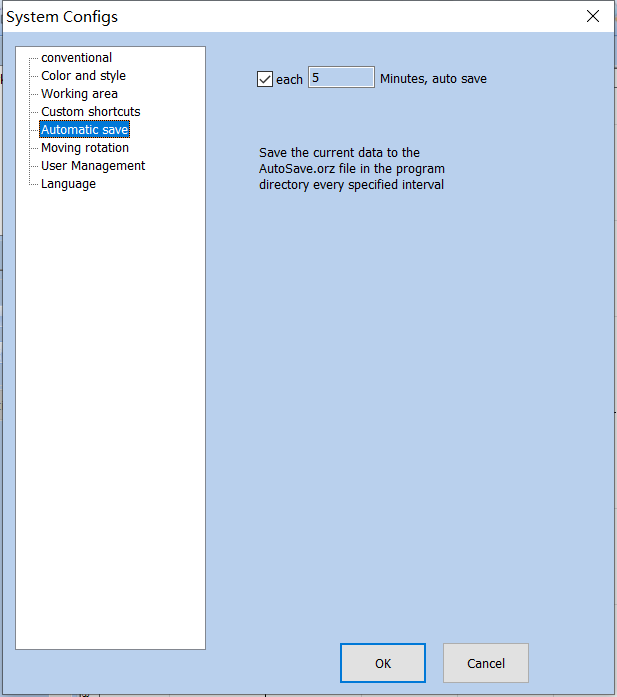 System Configs
conventional
Color and style
Working area
Custom shortcuts
Automatic save
Moving rotation
User Management
Language
each 5 Minutes, auto save
Save the current data to the
AutoSave.orz file in the program
directory every specified interval
OK Cancel